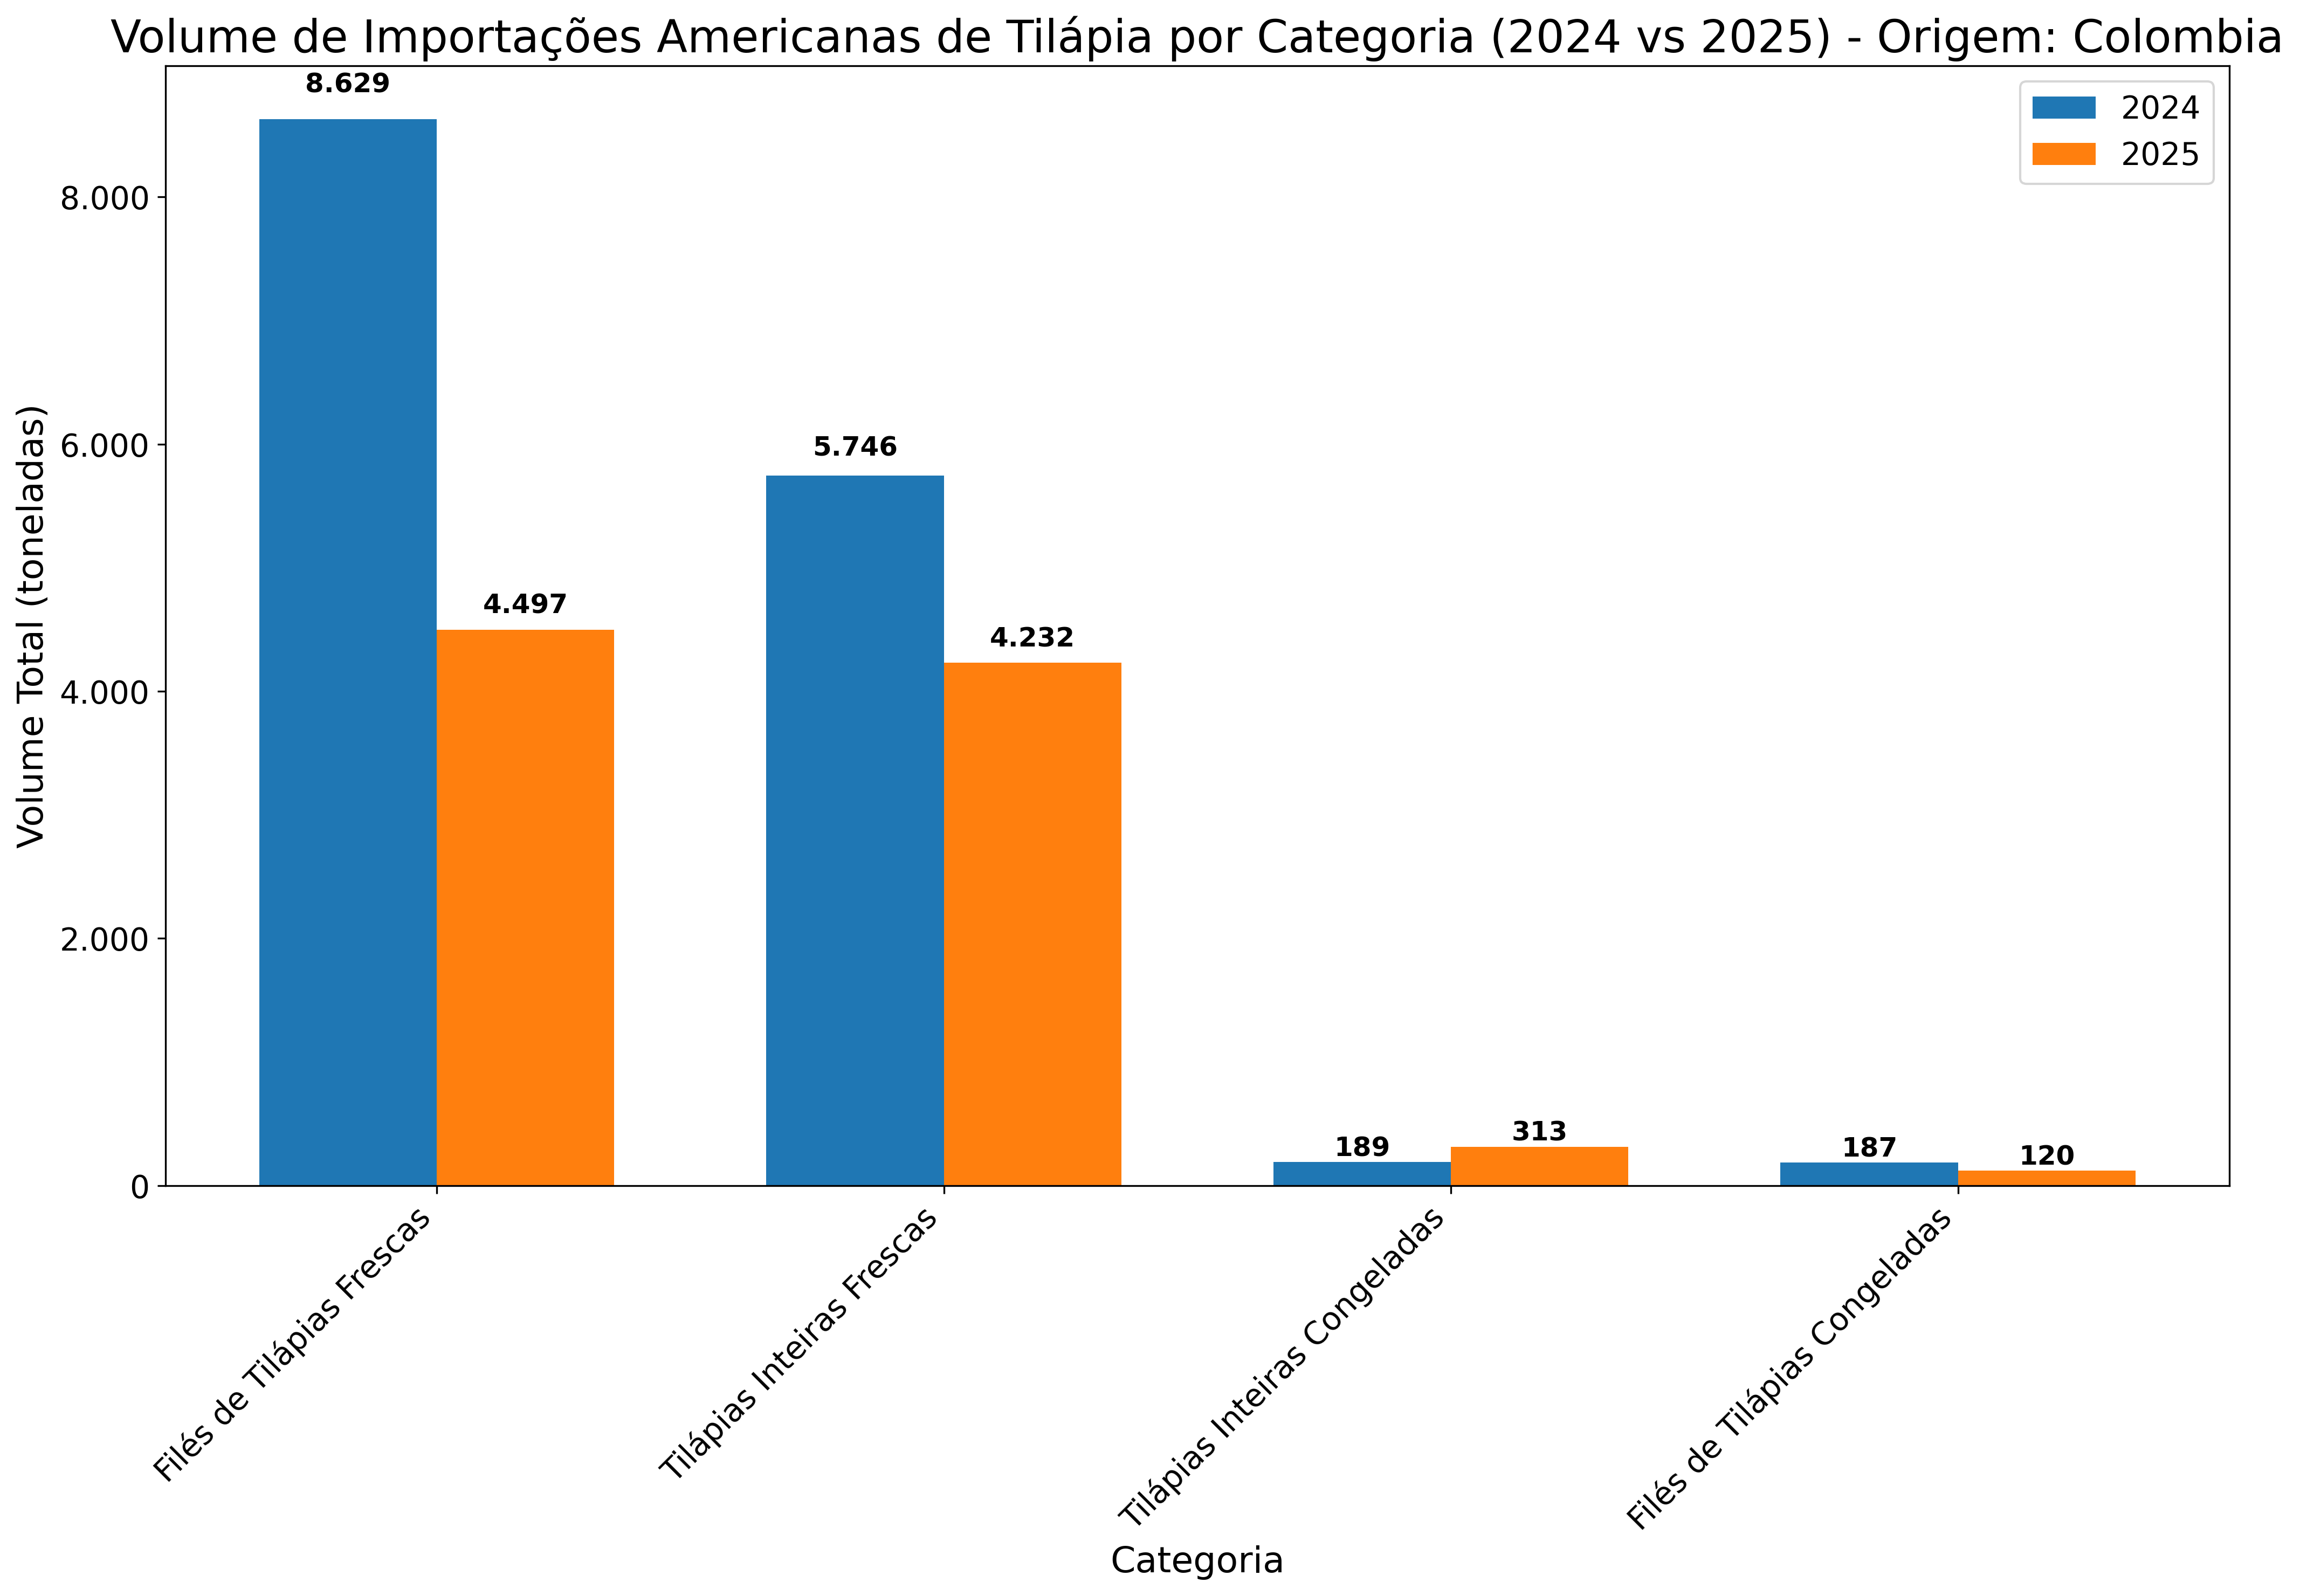 Volume de Importações Americanas de Tilápia por Categoria (2024 vs 2025) - Origem: Colombia
2024
2025
Volume Total (toneladas)
8.000
6.000
4.000
2.000
0
8.629
4.497
5.746
4.232
189
313
187
120
Filés de Tilápias Frescas
Tilápias Inteiras Frescas
Tilápias Inteiras Congeladas
Filés de Tilápias Congeladas
Categoria